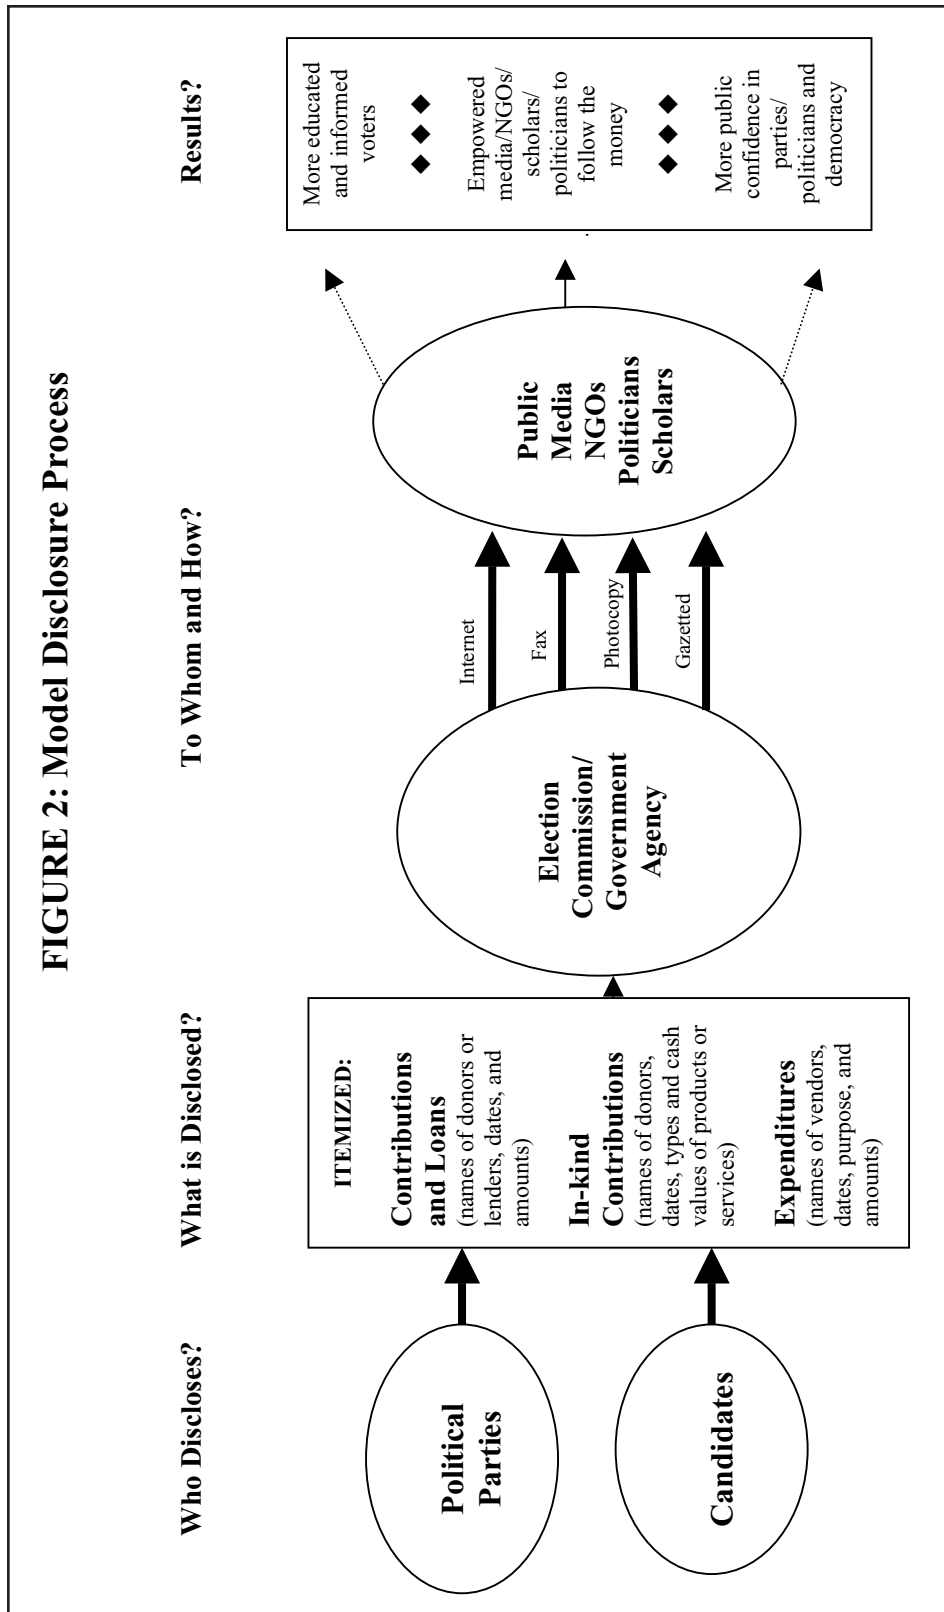 FIGURE 2: Model Disclosure Process
Who Discloses?
What is Disclosed?
To Whom and How?
Results?
Political
Parties
Candidates
ITEMIZED:
Contributions
and Loans
(names of donors or
lenders, dates, and
amounts)
In-kind
Contributions
(names of donors,
dates, types and cash
values of products or
services)
Expenditures
(names of vendors,
dates, purpose, and
amounts)
Election
Commission/
Government
Agency
Internet
Fax
Photocopy
Gazetted
Public
Media
NGOs
Politicians
Scholars
More educated
and informed
voters
Empowered
media/NGOs/
scholars/
politicians to
follow the
money
More public
confidence in
parties/
politicians and
democracy